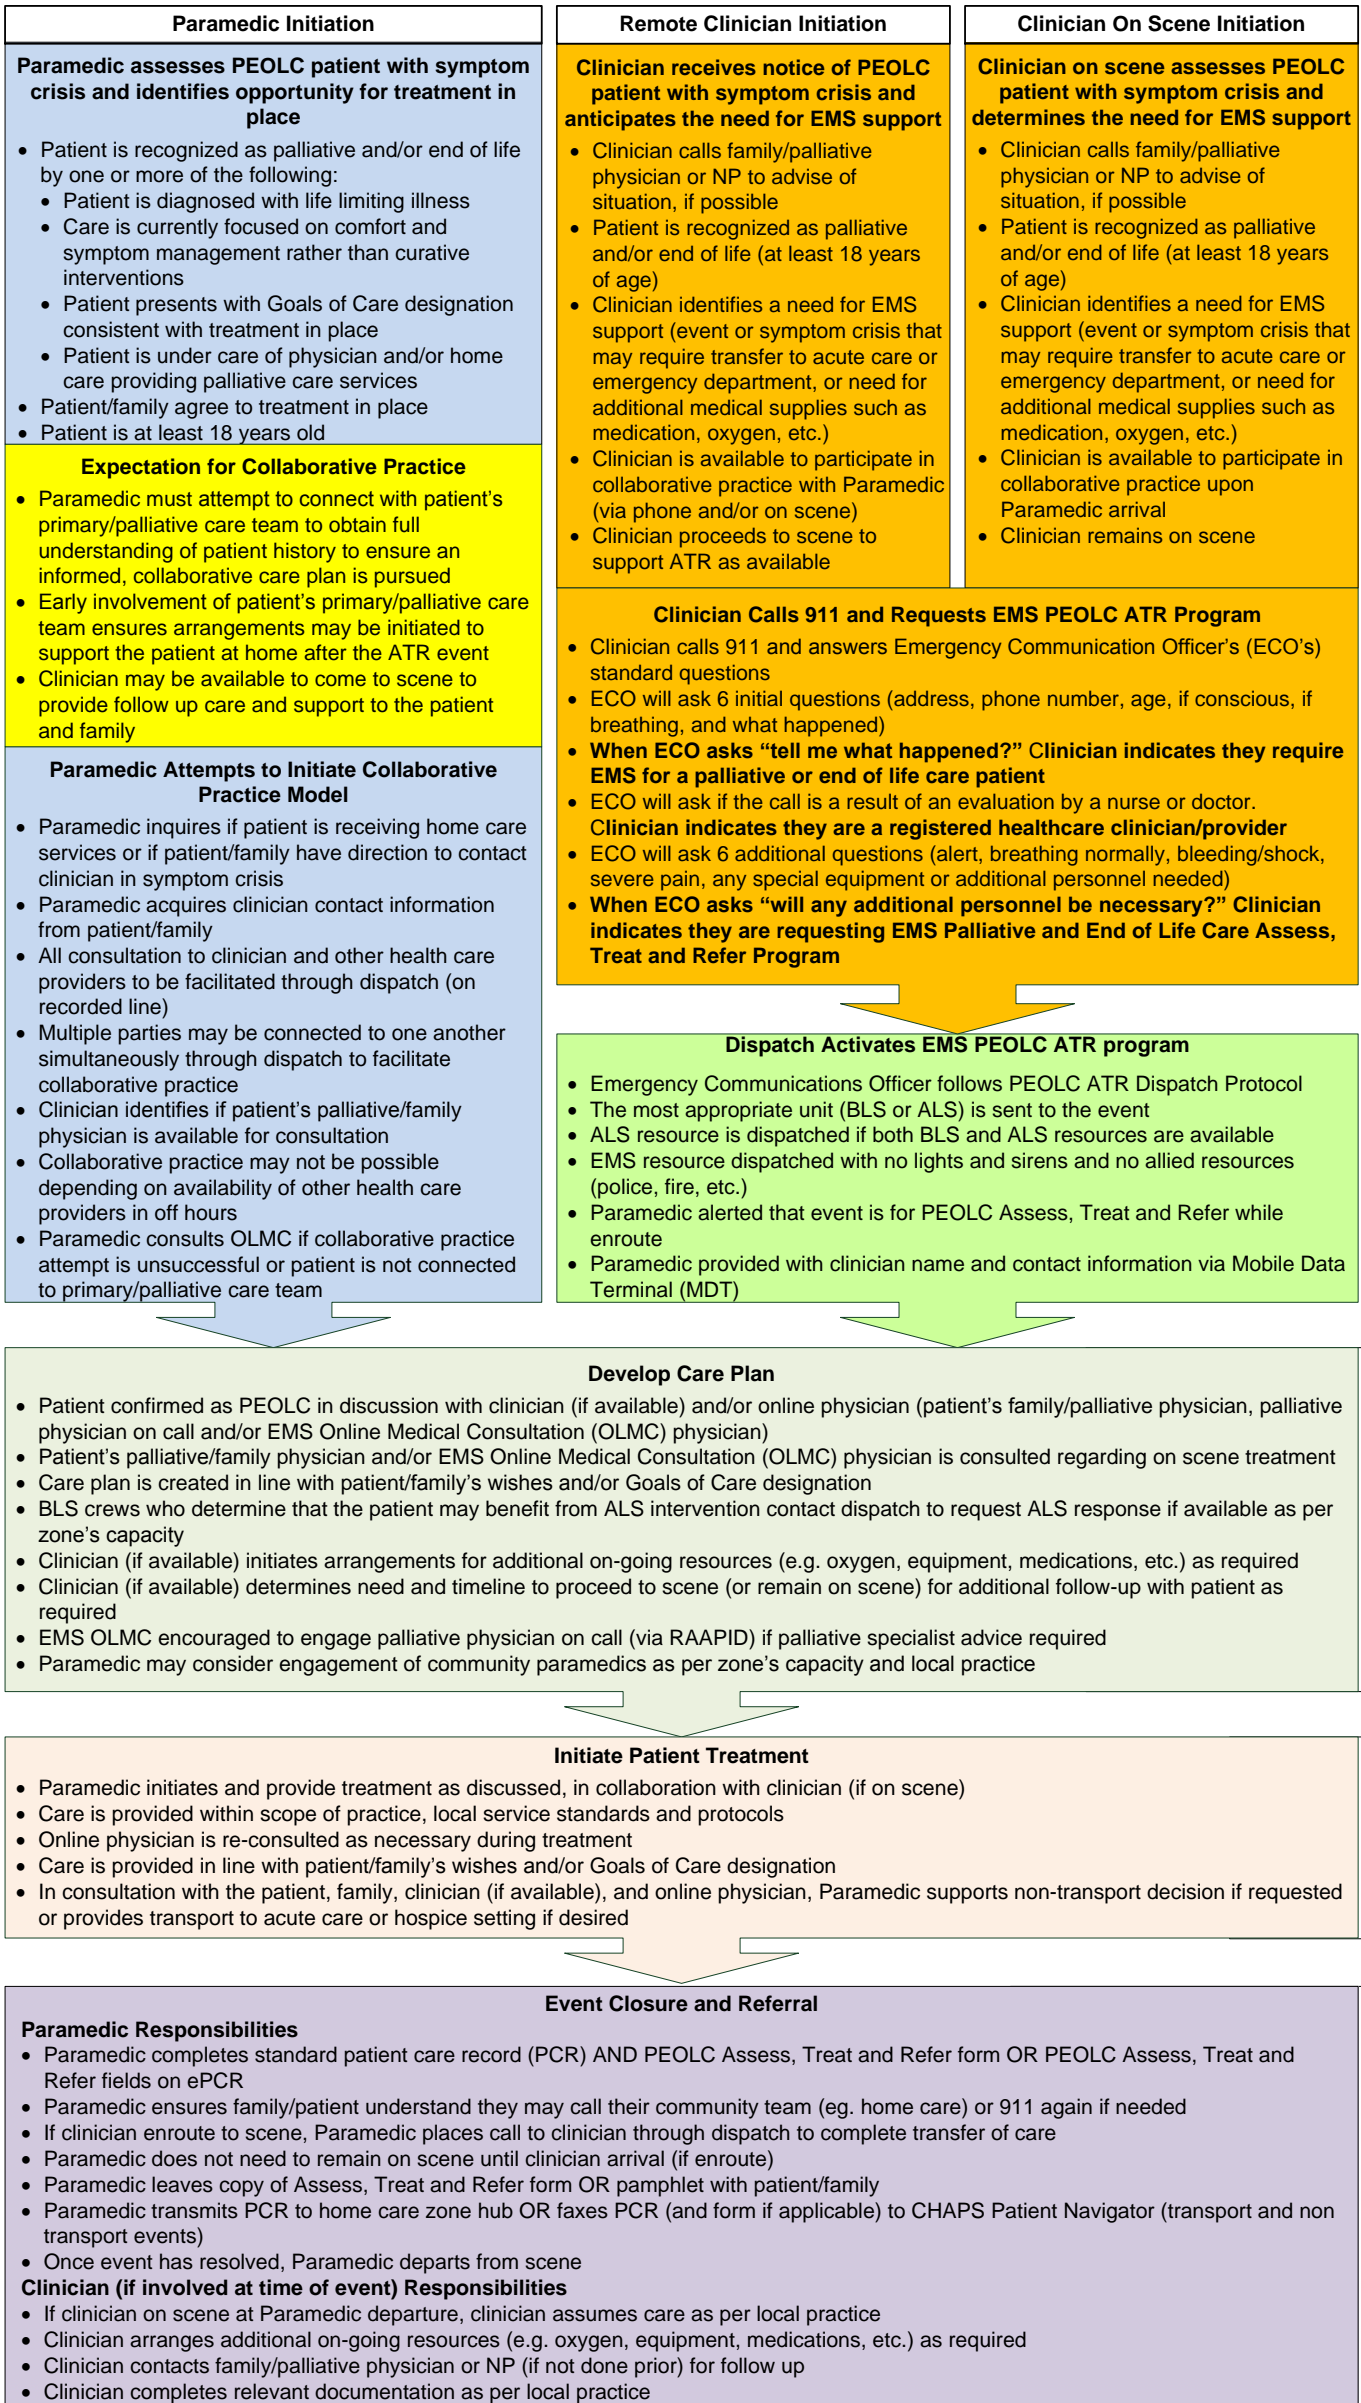 Paramedic Initiation
Paramedic assesses PEOLC patient with symptom
crisis and identifies opportunity for treatment in
place
• Patient is recognized as palliative and/or end of life
by one or more of the following:
• Patient is diagnosed with life limiting illness
• Care is currently focused on comfort and
symptom management rather than curative
interventions
• Patient presents with Goals of Care designation
consistent with treatment in place
• Patient is under care of physician and/or home
care providing palliative care services
• Patient/family agree to treatment in place
• Patient is at least 18 years old
Expectation for Collaborative Practice
• Paramedic must attempt to connect with patient's
primary/palliative care team to obtain full
understanding of patient history to ensure an
informed, collaborative care plan is pursued
• Early involvement of patient's primary/palliative care
team ensures arrangements may be initiated to
support the patient at home after the ATR event
• Clinician may be available to come to scene to
provide follow up care and support to the patient
and family
Paramedic Attempts to Initiate Collaborative
Practice Model
• Paramedic inquires if patient is receiving home care
services or if patient/family have direction to contact
clinician in symptom crisis
• Paramedic acquires clinician contact information
from patient/family
• All consultation to clinician and other health care
providers to be facilitated through dispatch (on
recorded line)
• Multiple parties may be connected to one another
simultaneously through dispatch to facilitate
collaborative practice
• Clinician identifies if patient's palliative/family
physician is available for consultation
• Collaborative practice may not be possible
depending on availability of other health care
providers in off hours
• Paramedic consults OLMC if collaborative practice
attempt is unsuccessful or patient is not connected
to primary/palliative care team
Remote Clinician Initiation
Clinician receives notice of PEOLC
patient with symptom crisis and
anticipates the need for EMS support
• Clinician calls family/palliative
physician or NP to advise of
situation, if possible
• Patient is recognized as palliative
and/or end of life (at least 18 years
of age)
• Clinician identifies a need for EMS
support (event or symptom crisis that
may require transfer to acute care or
emergency department, or need for
additional medical supplies such as
medication, oxygen, etc.)
• Clinician is available to participate in
collaborative practice with Paramedic
(via phone and/or on scene)
• Clinician proceeds to scene to
support ATR as available
Clinician On Scene Initiation
Clinician on scene assesses PEOLC
patient with symptom crisis and
determines the need for EMS support
• Clinician calls family/palliative
physician or NP to advise of
situation, if possible
• Patient is recognized as palliative
and/or end of life (at least 18 years
of age)
• Clinician identifies a need for EMS
support (event or symptom crisis that
may require transfer to acute care or
emergency department, or need for
additional medical supplies such as
medication, oxygen, etc.)
• Clinician is available to participate in
collaborative practice upon
Paramedic arrival
• Clinician remains on scene
Clinician Calls 911 and Requests EMS PEOLC ATR Program
• Clinician calls 911 and answers Emergency Communication Officer's (ECO's)
standard questions
• ECO will ask 6 initial questions (address, phone number, age, if conscious, if
breathing, and what happened)
• When ECO asks “tell me what happened?” Clinician indicates they require
EMS for a palliative or end of life care patient
• ECO will ask if the call is a result of an evaluation by a nurse or doctor.
Clinician indicates they are a registered healthcare clinician/provider
• ECO will ask 6 additional questions (alert, breathing normally, bleeding/shock,
severe pain, any special equipment or additional personnel needed)
• When ECO asks “will any additional personnel be necessary?” Clinician
indicates they are requesting EMS Palliative and End of Life Care Assess,
Treat and Refer Program
Dispatch Activates EMS PEOLC ATR program
• Emergency Communications Officer follows PEOLC ATR Dispatch Protocol
• The most appropriate unit (BLS or ALS) is sent to the event
• ALS resource is dispatched if both BLS and ALS resources are available
• EMS resource dispatched with no lights and sirens and no allied resources
(police, fire, etc.)
• Paramedic alerted that event is for PEOLC Assess, Treat and Refer while
enroute
• Paramedic provided with clinician name and contact information via Mobile Data
Terminal (MDT)
Develop Care Plan
• Patient confirmed as PEOLC in discussion with clinician (if available) and/or online physician (patient's family/palliative physician, palliative
physician on call and/or EMS Online Medical Consultation (OLMC) physician)
• Patient's palliative/family physician and/or EMS Online Medical Consultation (OLMC) physician is consulted regarding on scene treatment
• Care plan is created in line with patient/family's wishes and/or Goals of Care designation
• BLS crews who determine that the patient may benefit from ALS intervention contact dispatch to request ALS response if available as per
zone's capacity
• Clinician (if available) initiates arrangements for additional on-going resources (e.g. oxygen, equipment, medications, etc.) as required
• Clinician (if available) determines need and timeline to proceed to scene (or remain on scene) for additional follow-up with patient as
required
• EMS OLMC encouraged to engage palliative physician on call (via RAAPID) if palliative specialist advice required
• Paramedic may consider engagement of community paramedics as per zone's capacity and local practice
Initiate Patient Treatment
• Paramedic initiates and provide treatment as discussed, in collaboration with clinician (if on scene)
• Care is provided within scope of practice, local service standards and protocols
• Online physician is re-consulted as necessary during treatment
• Care is provided in line with patient/family's wishes and/or Goals of Care designation
• In consultation with the patient, family, clinician (if available), and online physician, Paramedic supports non-transport decision if requested
or provides transport to acute care or hospice setting if desired
Event Closure and Referral
Paramedic Responsibilities
• Paramedic completes standard patient care record (PCR) AND PEOLC Assess, Treat and Refer form OR PEOLC Assess, Treat and
Refer fields on ePCR
• Paramedic ensures family/patient understand they may call their community team (eg. home care) or 911 again if needed
• If clinician enroute to scene, Paramedic places call to clinician through dispatch to complete transfer of care
• Paramedic does not need to remain on scene until clinician arrival (if enroute)
• Paramedic leaves copy of Assess, Treat and Refer form OR pamphlet with patient/family
• Paramedic transmits PCR to home care zone hub OR faxes PCR (and form if applicable) to CHAPS Patient Navigator (transport and non
transport events)
• Once event has resolved, Paramedic departs from scene
Clinician (if involved at time of event) Responsibilities
• If clinician on scene at Paramedic departure, clinician assumes care as per local practice
• Clinician arranges additional on-going resources (e.g. oxygen, equipment, medications, etc.) as required
• Clinician contacts family/palliative physician or NP (if not done prior) for follow up
• Clinician completes relevant documentation as per local practice